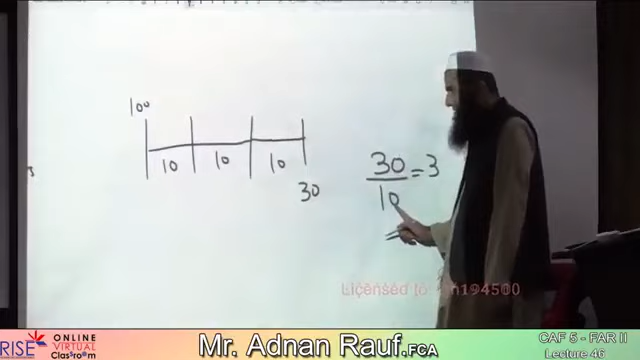 100
10 10 10
30
30
10
= 3
Licensed to:
RISE ONLINE
VIRTUAL
Classroom
Mr. Adnan Rauf.FCA
CAF 5 - FAR II
Lecture 46